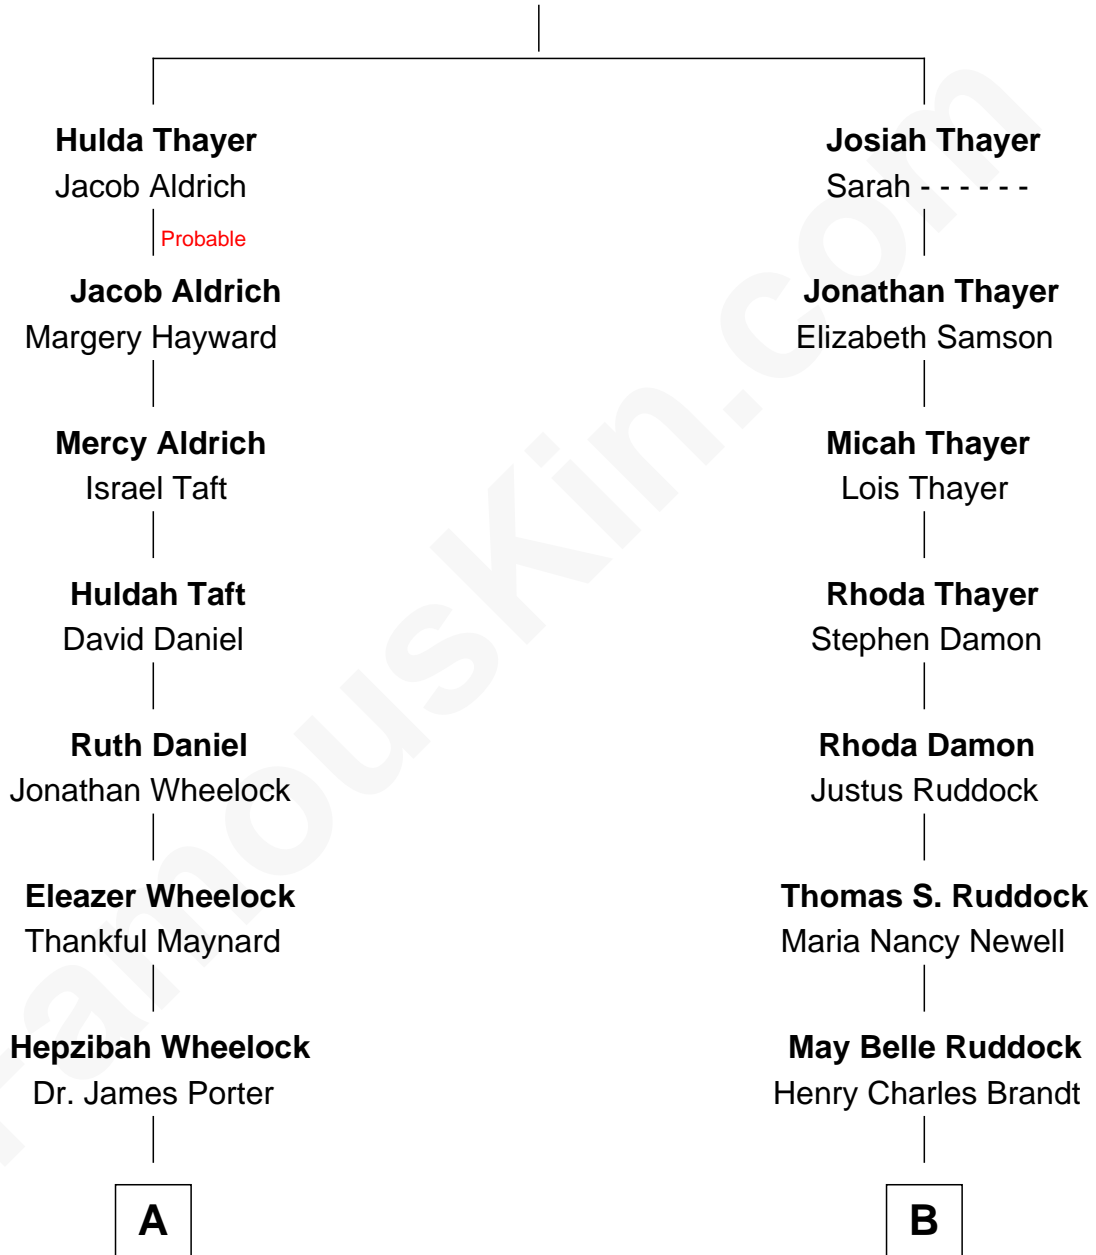 Hulda Thayer
Jacob Aldrich
Probable
Jacob Aldrich
Margery Hayward
Mercy Aldrich
Israel Taft
Huldah Taft
David Daniel
Ruth Daniel
Jonathan Wheelock
Eleazer Wheelock
Thankful Maynard
Hepzibah Wheelock
Dr. James Porter
A
Josiah Thayer
Sarah - - - - - -
Jonathan Thayer
Elizabeth Samson
Micah Thayer
Lois Thayer
Rhoda Thayer
Stephen Damon
Rhoda Damon
Justus Ruddock
Thomas S. Ruddock
Maria Nancy Newell
May Belle Ruddock
Henry Charles Brandt
B
FamousKin.com